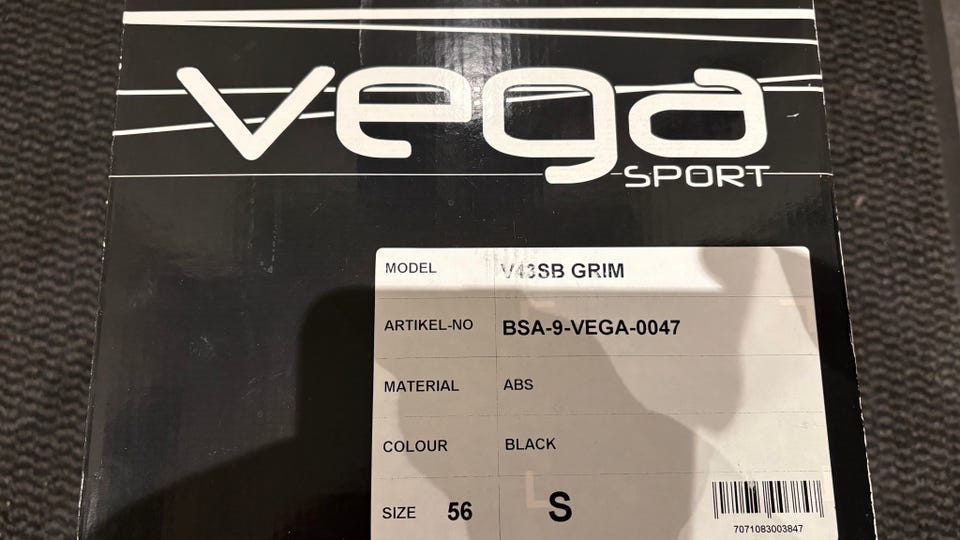 vega
SPORT
MODEL V43SB GRIM
ARTIKEL-NO BSA-9-VEGA-0047
MATERIAL ABS
COLOUR BLACK
SIZE 56 S
7071083003847